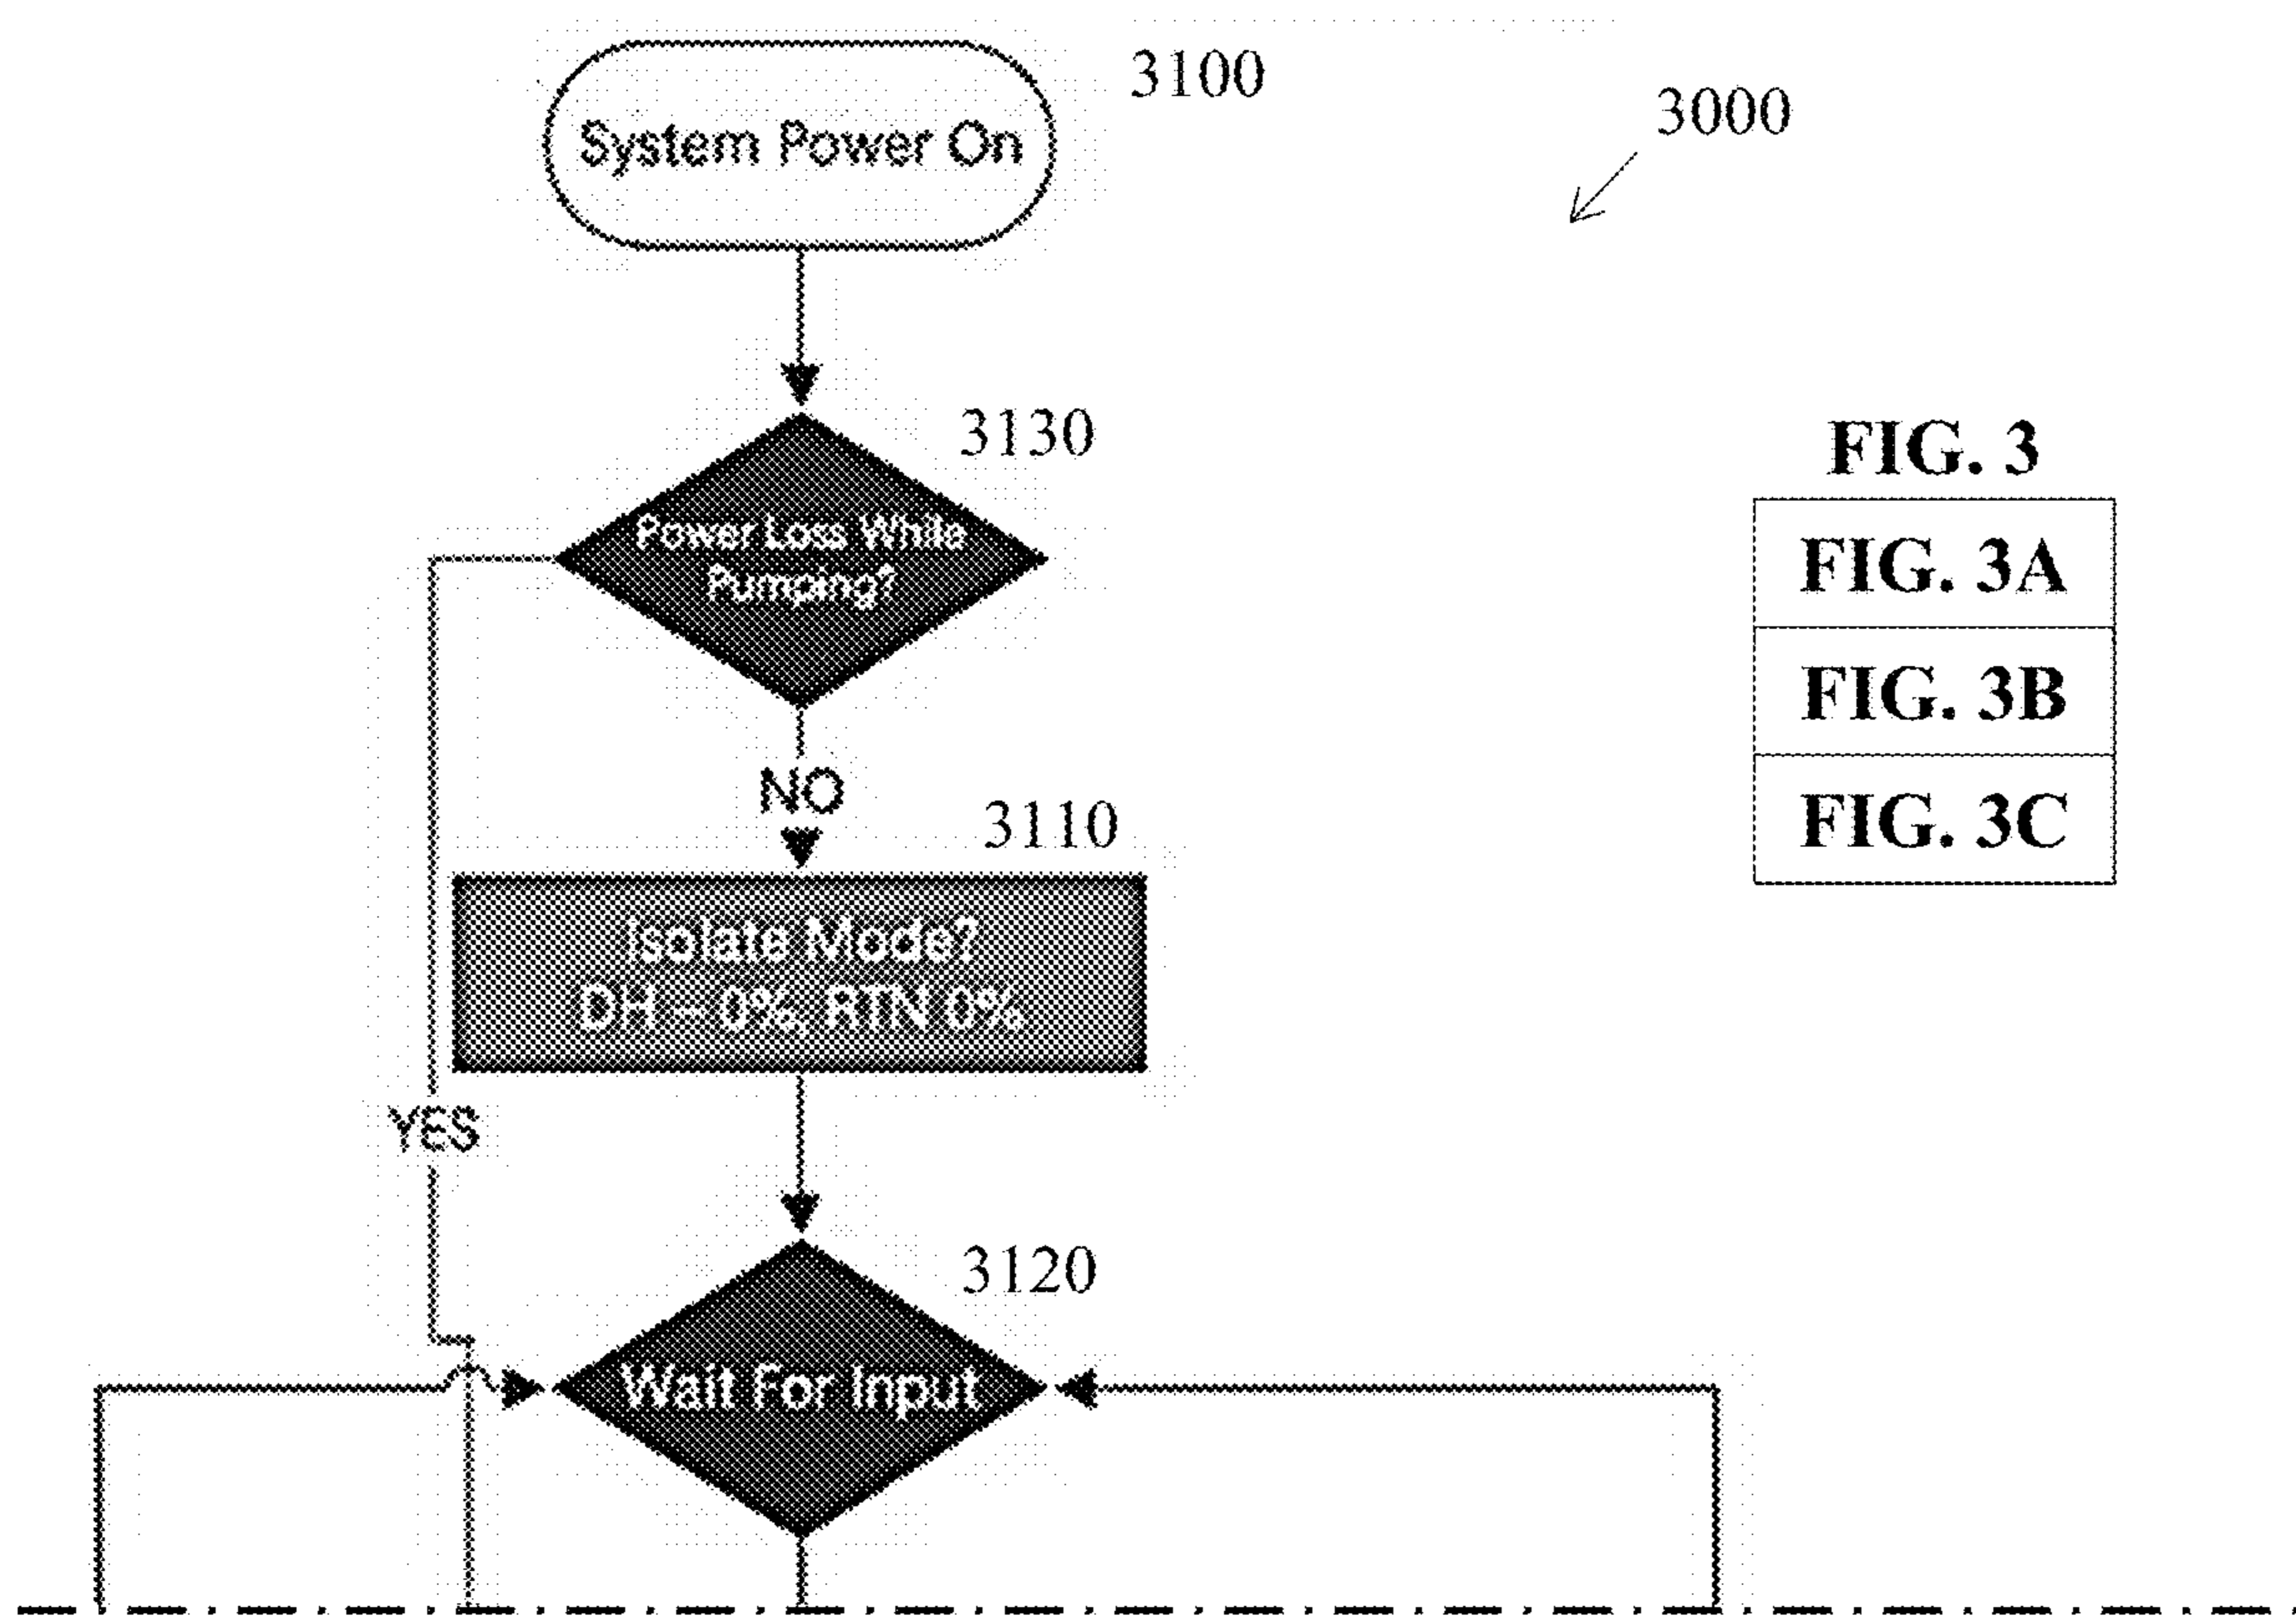 3100
System Power On
3000
3130
Power Loss While
Pumping?
FIG. 3
FIG. 3A
FIG. 3B
FIG. 3C
NO
3110
Isolate Mode?
DH – 0%, RTN 0%
YES
3120
Wait For Input